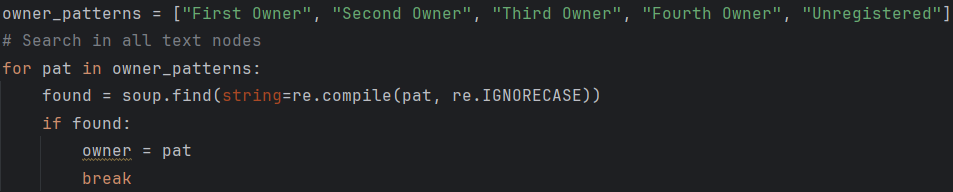 owner_patterns = ["First Owner", "Second Owner", "Third Owner", "Fourth Owner", "Unregistered"]
# Search in all text nodes
for pat in owner_patterns:
    found = soup.find(string=re.compile(pat, re.IGNORECASE))
    if found:
        owner = pat
        break